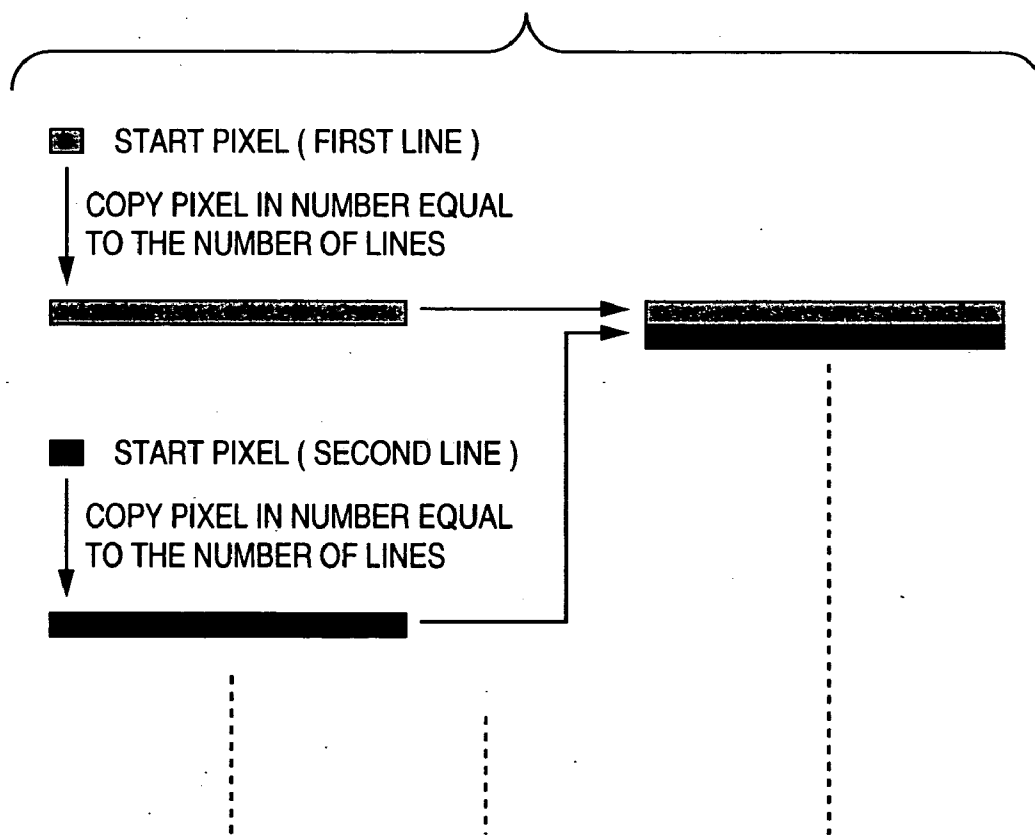 START PIXEL ( FIRST LINE )
COPY PIXEL IN NUMBER EQUAL
TO THE NUMBER OF LINES
START PIXEL ( SECOND LINE )
COPY PIXEL IN NUMBER EQUAL
TO THE NUMBER OF LINES